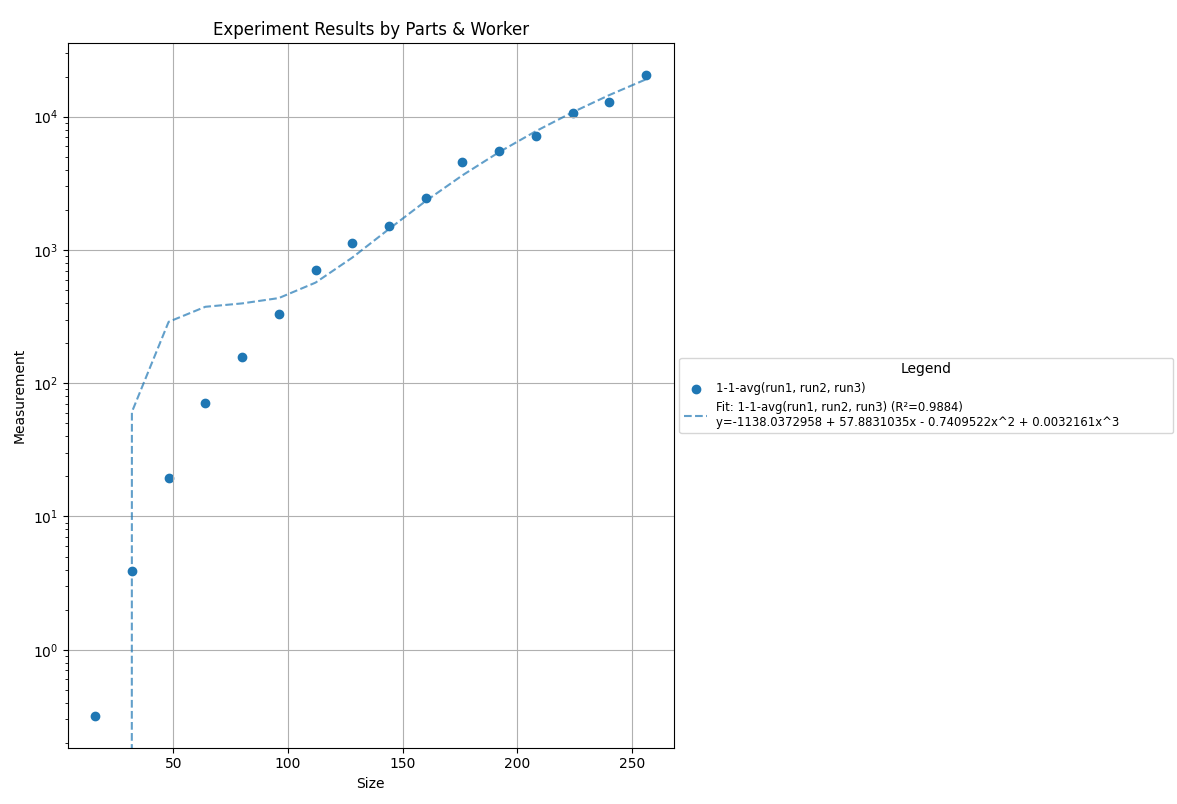 Experiment Results by Parts & Worker
Measurement
10^4
10^3
10^2
10^1
10^0
50 100 150 200 250
Size
Legend
1-1-avg(run1, run2, run3)
Fit: 1-1-avg(run1, run2, run3) (R²=0.9884)
y=-1138.0372958 + 57.8831035x - 0.7409522x^2 + 0.0032161x^3